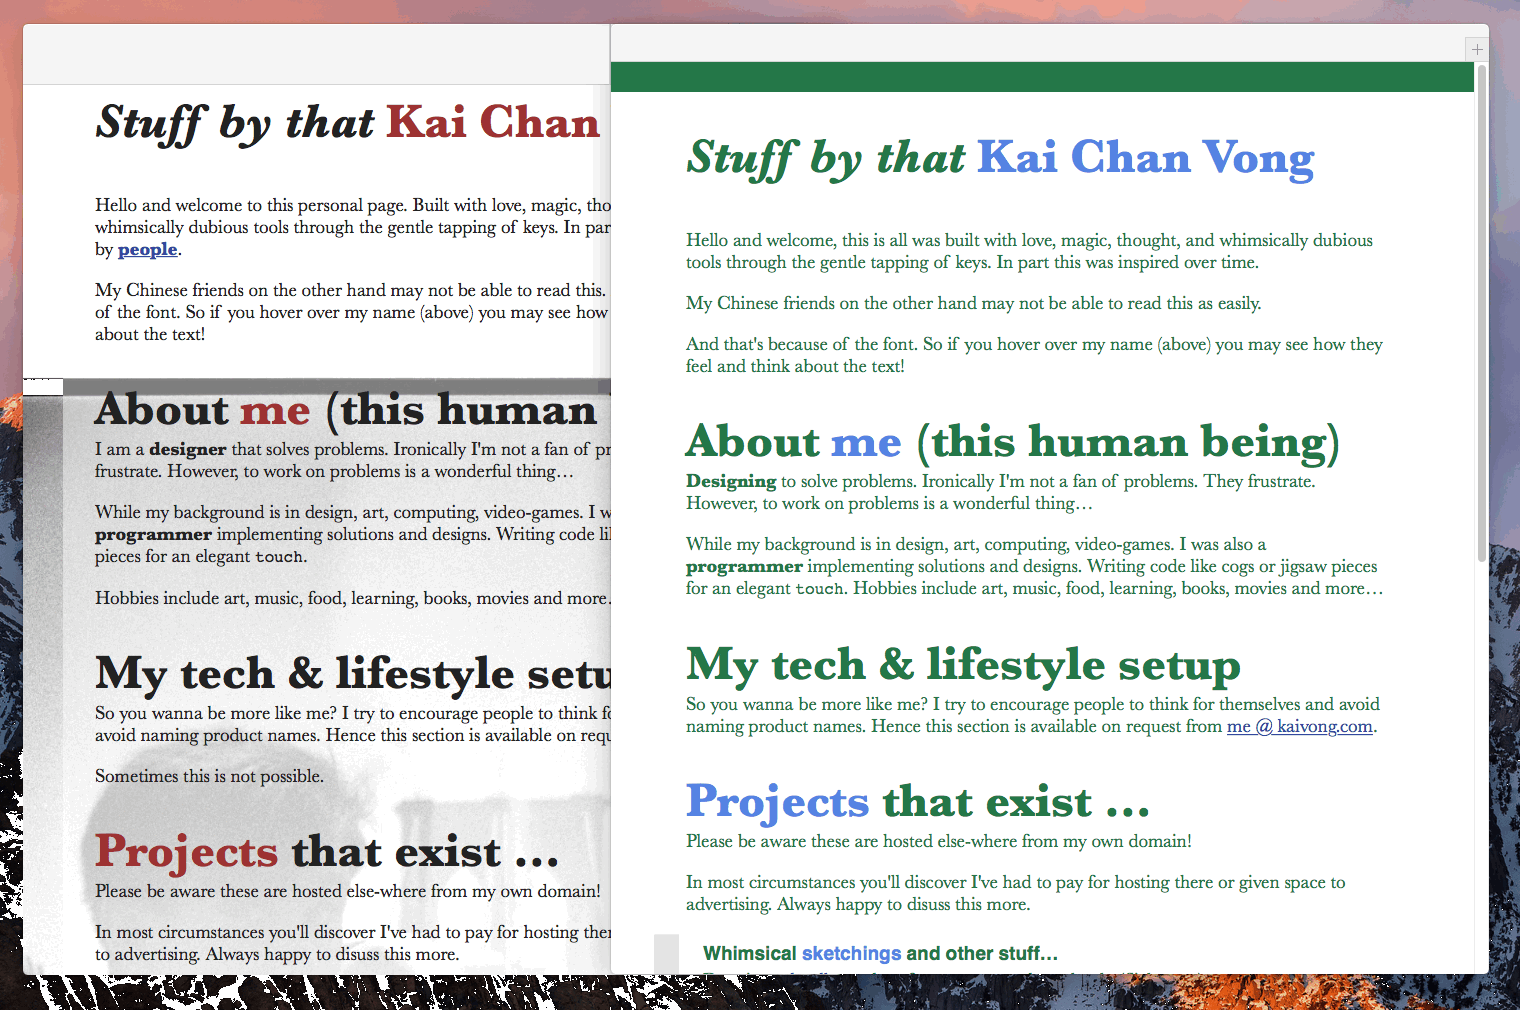 Stuff by that Kai Chan
Hello and welcome to this personal page. Built with love, magic, tho
whimsically dubious tools through the gentle tapping of keys. In par
by people.
My Chinese friends on the other hand may not be able to read this.
of the font. So if you hover over my name (above) you may see how
about the text!
About me (this human
I am a designer that solves problems. Ironically I'm not a fan of pr
frustrate. However, to work on problems is a wonderful thing…
While my background is in design, art, computing, video-games. I w
programmer implementing solutions and designs. Writing code li
pieces for an elegant touch.
Hobbies include art, music, food, learning, books, movies and more.
My tech & lifestyle setu
So you wanna be more like me? I try to encourage people to think fo
avoid naming product names. Hence this section is available on requ
Sometimes this is not possible.
Projects that exist …
Please be aware these are hosted else-where from my own domain!
In most circumstances you'll discover I've had to pay for hosting ther
to advertising. Always happy to disuss this more.
Stuff by that Kai Chan Vong
Hello and welcome, this is all was built with love, magic, thought, and whimsically dubious
tools through the gentle tapping of keys. In part this was inspired over time.
My Chinese friends on the other hand may not be able to read this as easily.
And that's because of the font. So if you hover over my name (above) you may see how they
feel and think about the text!
About me (this human being)
Designing to solve problems. Ironically I'm not a fan of problems. They frustrate.
However, to work on problems is a wonderful thing…
While my background is in design, art, computing, video-games. I was also a
programmer implementing solutions and designs. Writing code like cogs or jigsaw pieces
for an elegant touch. Hobbies include art, music, food, learning, books, movies and more…
My tech & lifestyle setup
So you wanna be more like me? I try to encourage people to think for themselves and avoid
naming product names. Hence this section is available on request from me @ kaivong.com.
Projects that exist …
Please be aware these are hosted else-where from my own domain!
In most circumstances you'll discover I've had to pay for hosting there or given space to
advertising. Always happy to disuss this more.
Whimsical sketchings and other stuff…